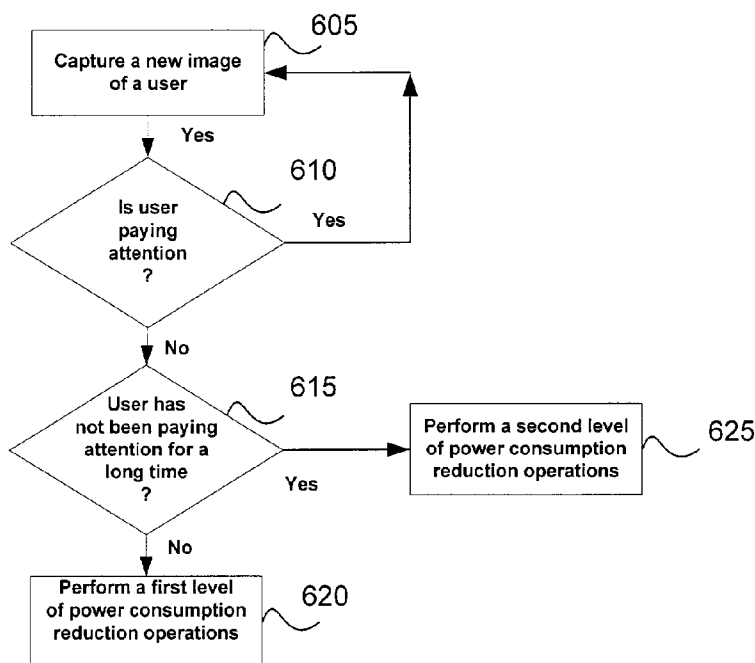 605
Capture a new image
of a user
Yes
610
Is user
paying
attention
?
Yes
No
615
User has
not been paying
attention for a
long time
?
Yes
Perform a second level
of power consumption
reduction operations
625
No
Perform a first level
of power consumption
reduction operations
620